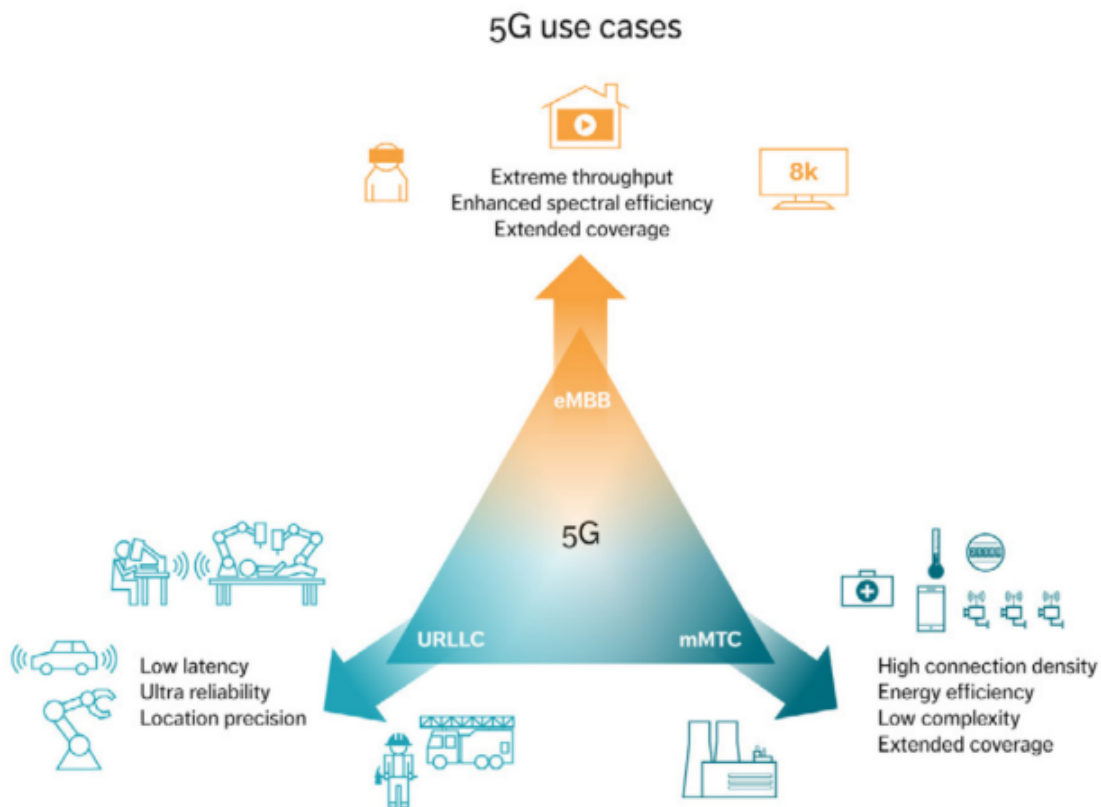 5G use cases
8k
Extreme throughput
Enhanced spectral efficiency
Extended coverage
eMBB
5G
URLLC
mMTC
Low latency
Ultra reliability
Location precision
High connection density
Energy efficiency
Low complexity
Extended coverage